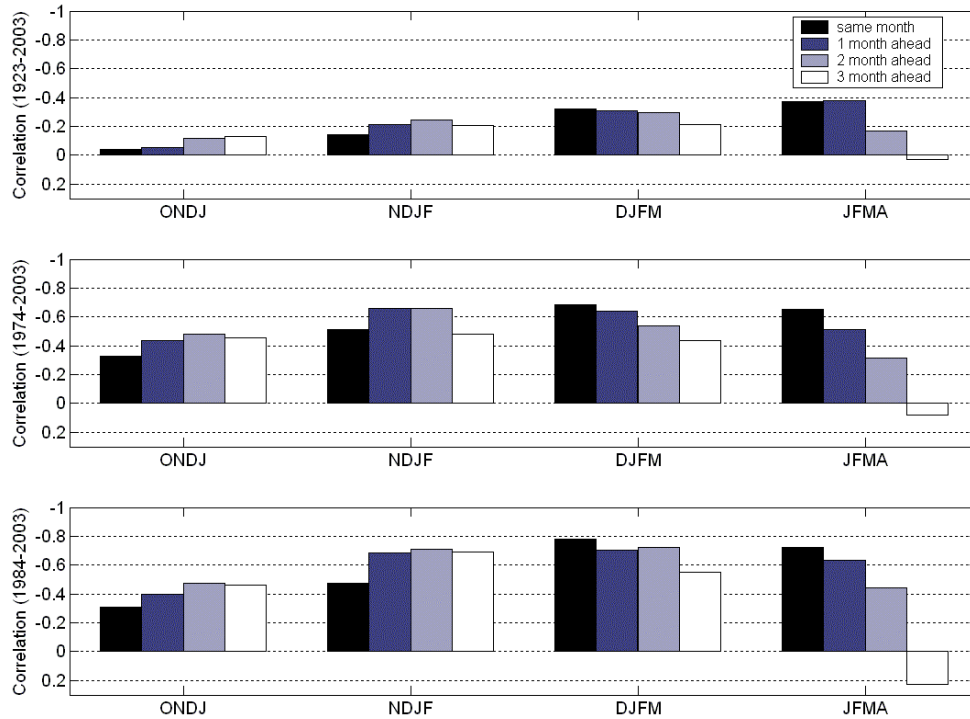 Correlation (1923-2003)
-1
-0.8
-0.6
-0.4
-0.2
0
0.2
same month
1 month ahead
2 month ahead
3 month ahead
ONDJ NDJF DJFM JFMA
Correlation (1974-2003)
-1
-0.8
-0.6
-0.4
-0.2
0
0.2
ONDJ NDJF DJFM JFMA
Correlation (1984-2003)
-1
-0.8
-0.6
-0.4
-0.2
0
0.2
ONDJ NDJF DJFM JFMA